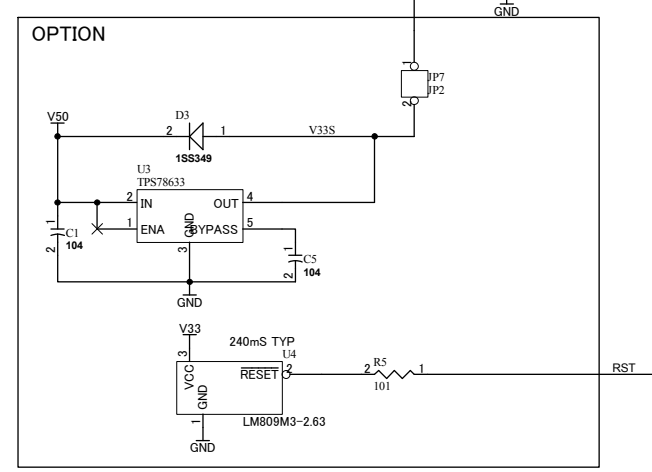 GND
OPTION
1
JP7
JP2
2
V50
D3
2
1
V33S
1SS349
U3
TPS78633
2
IN
OUT
4
1
ENA
GND
BYPASS
5
3
1
C1
104
2
1
C5
104
2
GND
V33
240mS TYP
U4
3
VCC
RESET
2
GND
1
LM809M3-2.63
2
R5
1
101
RST
GND